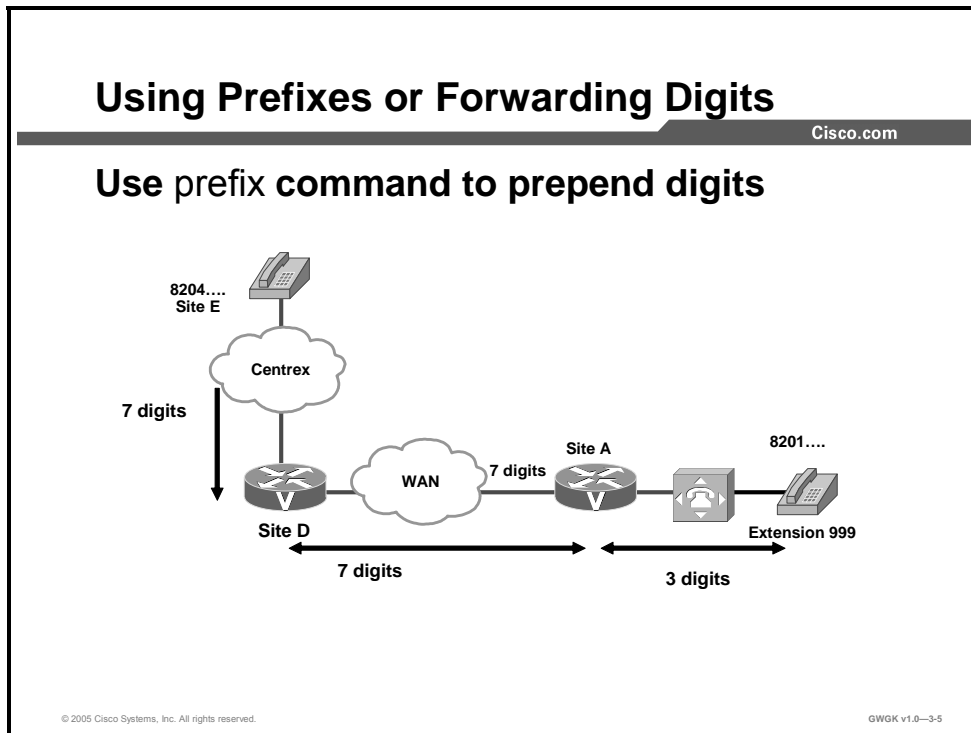 Using Prefixes or Forwarding Digits
Cisco.com
Use prefix command to prepend digits
8204….
Site E
Centrex
7 digits
Site A
8201….
7 digits
WAN
V
V
Site D
Extension 999
7 digits
3 digits
© 2005 Cisco Systems, Inc. All rights reserved.
GWGK v1.0—3-5